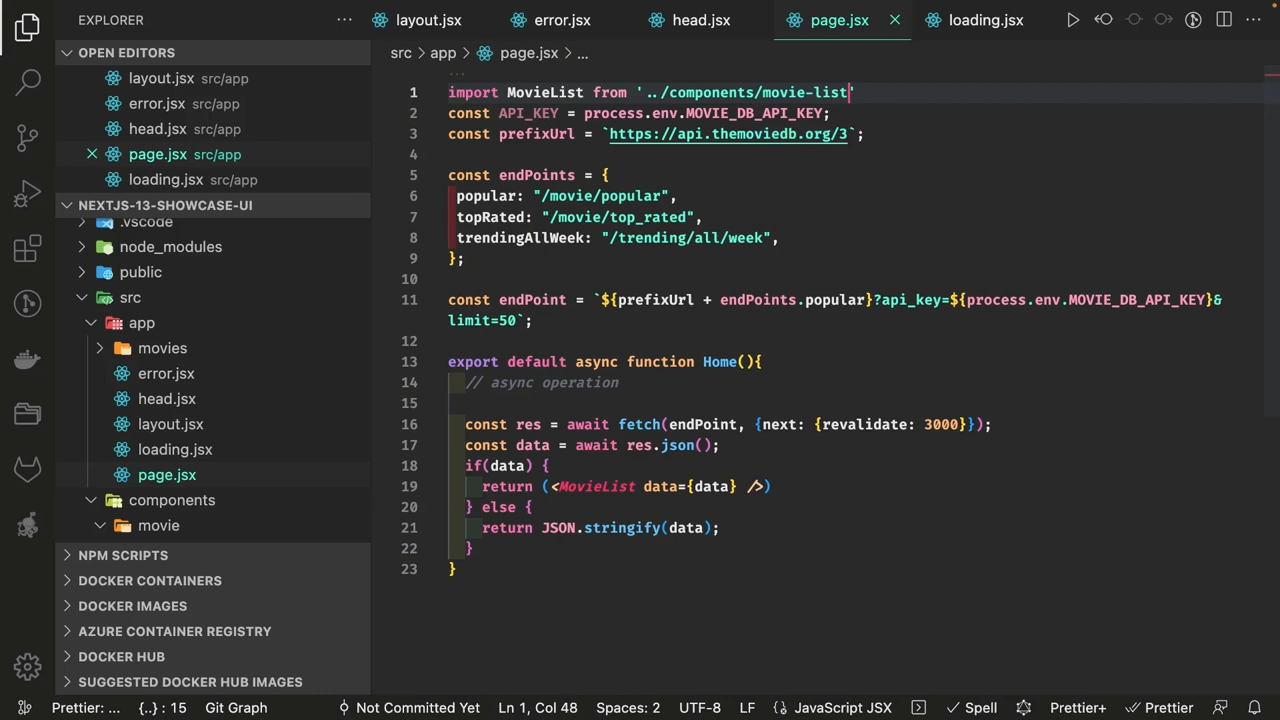 EXPLORER
layout.jsx
error.jsx
head.jsx
page.jsx
loading.jsx
OPEN EDITORS
layout.jsx src/app
error.jsx src/app
head.jsx src/app
page.jsx src/app
loading.jsx src/app
NEXTJS-13-SHOWCASE-UI
.vscode
node_modules
public
src
app
movies
error.jsx
head.jsx
layout.jsx
loading.jsx
page.jsx
components
movie
NPM SCRIPTS
DOCKER CONTAINERS
DOCKER IMAGES
AZURE CONTAINER REGISTRY
DOCKER HUB
SUGGESTED DOCKER HUB IMAGES
src > app > page.jsx > ...
1 import MovieList from '../components/movie-list'
2 const API_KEY = process.env.MOVIE_DB_API_KEY;
3 const prefixUrl = `https://api.themoviedb.org/3`;
4
5 const endPoints = {
6 popular: "/movie/popular",
7 topRated: "/movie/top_rated",
8 trendingAllWeek: "/trending/all/week",
9 };
10
11 const endPoint = `${prefixUrl + endPoints.popular}?api_key=${process.env.MOVIE_DB_API_KEY}&
limit=50`;
12
13 export default async function Home(){
14 // async operation
15
16 const res = await fetch(endPoint, {next: {revalidate: 3000}});
17 const data = await res.json();
18 if(data) {
19 return (<MovieList data={data} />)
20 } else {
21 return JSON.stringify(data);
22 }
23 }
Prettier: ... {..} : 15 Git Graph Not Committed Yet Ln 1, Col 48 Spaces: 2 UTF-8 LF {} JavaScript JSX Spell Prettier+ Prettier